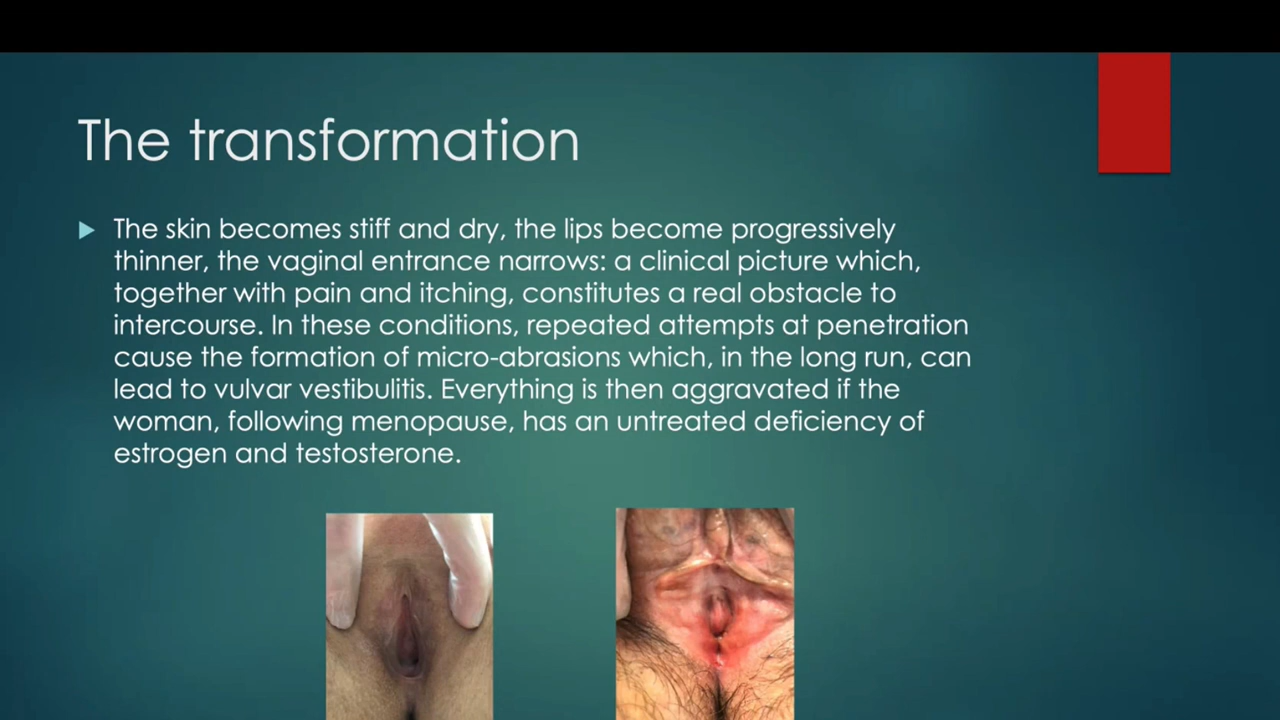 The transformation
The skin becomes stiff and dry, the lips become progressively
thinner, the vaginal entrance narrows: a clinical picture which,
together with pain and itching, constitutes a real obstacle to
intercourse. In these conditions, repeated attempts at penetration
cause the formation of micro-abrasions which, in the long run, can
lead to vulvar vestibulitis. Everything is then aggravated if the
woman, following menopause, has an untreated deficiency of
estrogen and testosterone.